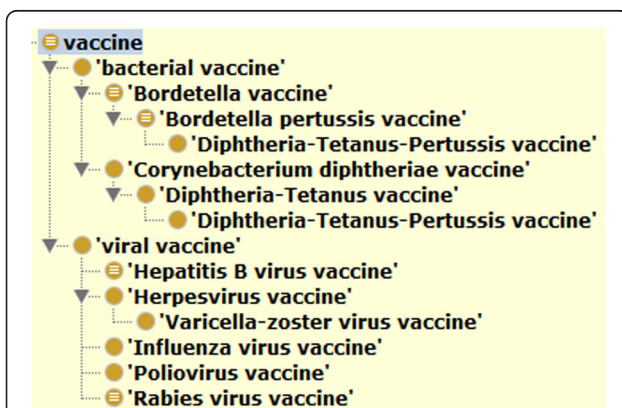 vaccine
'bacterial vaccine'
'Bordetella vaccine'
'Bordetella pertussis vaccine'
'Diphtheria-Tetanus-Pertussis vaccine'
'Corynebacterium diphtheriae vaccine'
'Diphtheria-Tetanus vaccine'
'Diphtheria-Tetanus-Pertussis vaccine'
'viral vaccine'
'Hepatitis B virus vaccine'
'Herpesvirus vaccine'
'Varicella-zoster virus vaccine'
'Influenza virus vaccine'
'Poliovirus vaccine'
'Rabies virus vaccine'